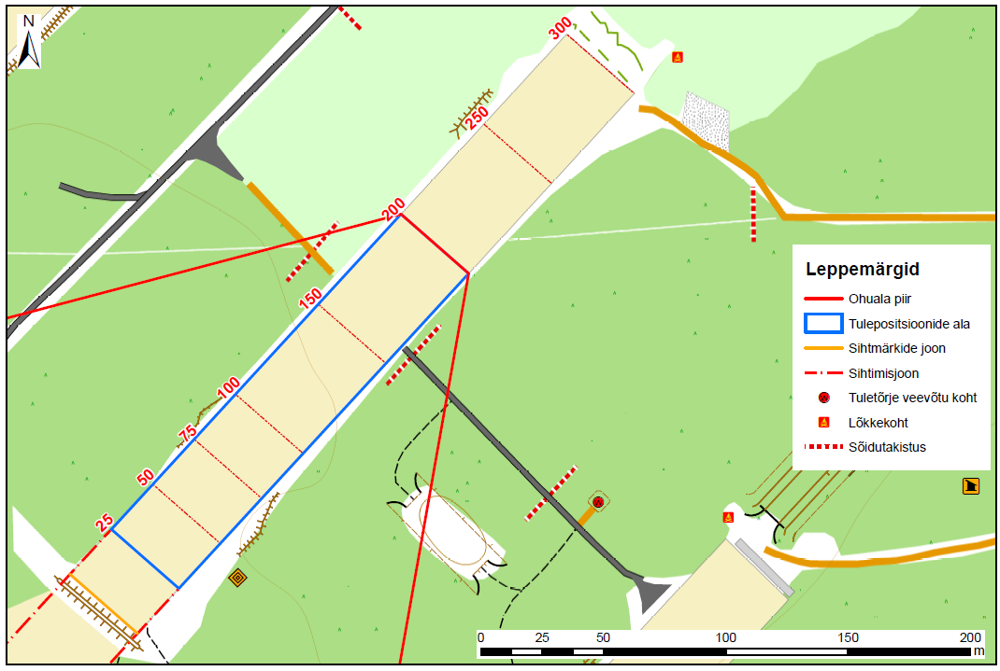 N
300
250
200
150
100
75
50
25
Leppemärgid
Ohuala piir
Tulepositsioonide ala
Sihtmärkide joon
Sihtimisjoon
W Tuletõrje veevõtu koht
Lõkkekoht
Sõidutakistus
W
0 25 50 100 150 200
m